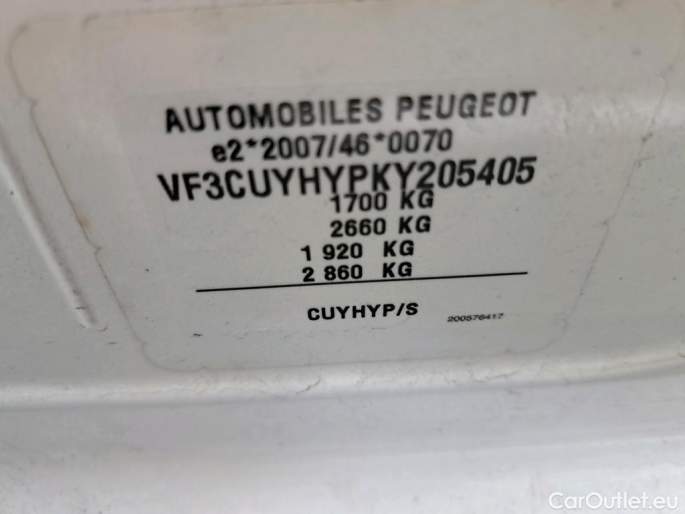 AUTOMOBILES PEUGEOT
e2*2007/46*0070
VF3CUYHYPKY205405
1700 KG
2660 KG
1 920 KG
2 860 KG
CUYHYP/S
200576417
CarOutlet.eu